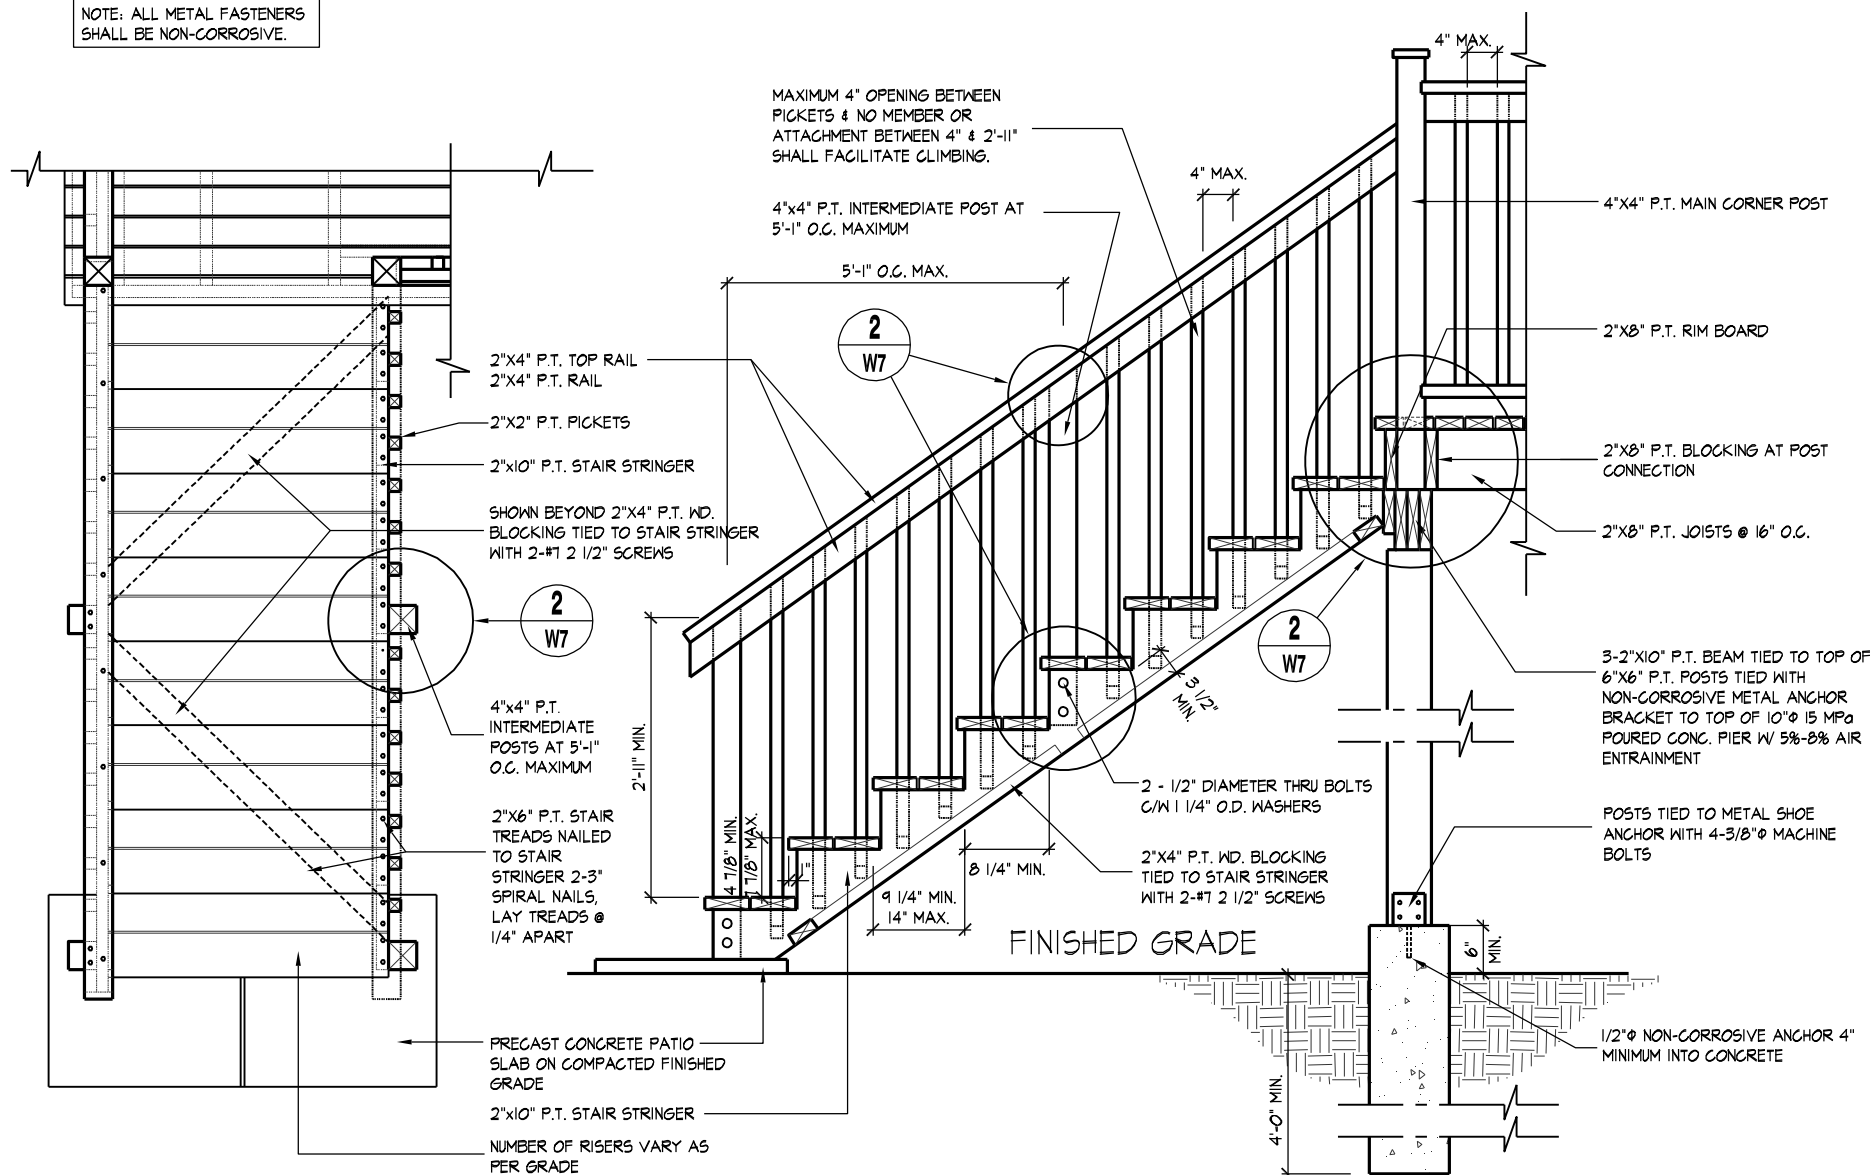 NOTE: ALL METAL FASTENERS
SHALL BE NON-CORROSIVE.
4" MAX.
MAXIMUM 4" OPENING BETWEEN
PICKETS & NO MEMBER OR
ATTACHMENT BETWEEN 4" & 2'-11"
SHALL FACILITATE CLIMBING.
4" MAX.
4"x4" P.T. INTERMEDIATE POST AT
5'-1" O.C. MAXIMUM
4"X4" P.T. MAIN CORNER POST
5'-1" O.C. MAX.
2
W7
2"X8" P.T. RIM BOARD
2"X4" P.T. TOP RAIL
2"X4" P.T. RAIL
2"X2" P.T. PICKETS
2"x10" P.T. STAIR STRINGER
2"X8" P.T. BLOCKING AT POST
CONNECTION
SHOWN BEYOND 2"X4" P.T. WD.
BLOCKING TIED TO STAIR STRINGER
WITH 2-#7 2 1/2" SCREWS
2"X8" P.T. JOISTS @ 16" O.C.
2
W7
2
W7
3-2"X10" P.T. BEAM TIED TO TOP OF
6"X6" P.T. POSTS TIED WITH
NON-CORROSIVE METAL ANCHOR
BRACKET TO TOP OF 10"Φ 15 MPa
POURED CONC. PIER W/ 5%-8% AIR
ENTRAINMENT
3 1/2"
MIN.
4"x4" P.T.
INTERMEDIATE
POSTS AT 5'-1"
O.C. MAXIMUM
2'-11" MIN.
2 - 1/2" DIAMETER THRU BOLTS
C/W 1 1/4" O.D. WASHERS
2"X6" P.T. STAIR
TREADS NAILED
TO STAIR
STRINGER 2-3"
SPIRAL NAILS,
LAY TREADS @
1/4" APART
4 7/8" MIN.
7 7/8" MAX.
1"
8 1/4" MIN.
9 1/4" MIN.
14" MAX.
2"X4" P.T. WD. BLOCKING
TIED TO STAIR STRINGER
WITH 2-#7 2 1/2" SCREWS
POSTS TIED TO METAL SHOE
ANCHOR WITH 4-3/8"Φ MACHINE
BOLTS
FINISHED GRADE
6"
MIN.
PRECAST CONCRETE PATIO
SLAB ON COMPACTED FINISHED
GRADE
1/2"Φ NON-CORROSIVE ANCHOR 4"
MINIMUM INTO CONCRETE
4'-0" MIN.
2"x10" P.T. STAIR STRINGER
NUMBER OF RISERS VARY AS
PER GRADE